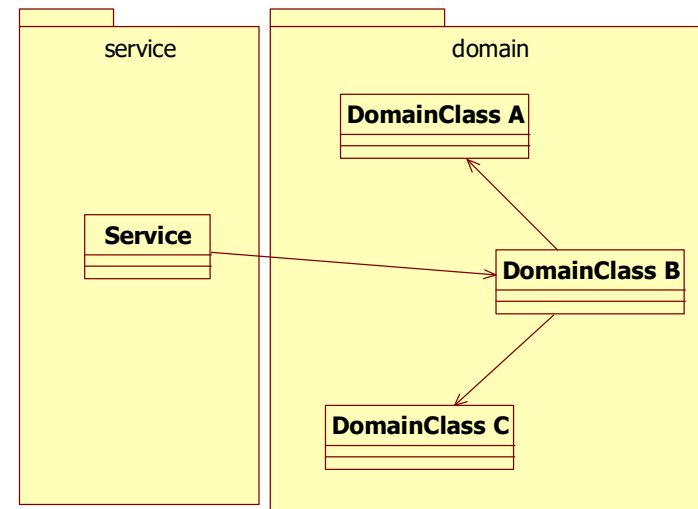 service
domain
DomainClass A
Service
DomainClass B
DomainClass C